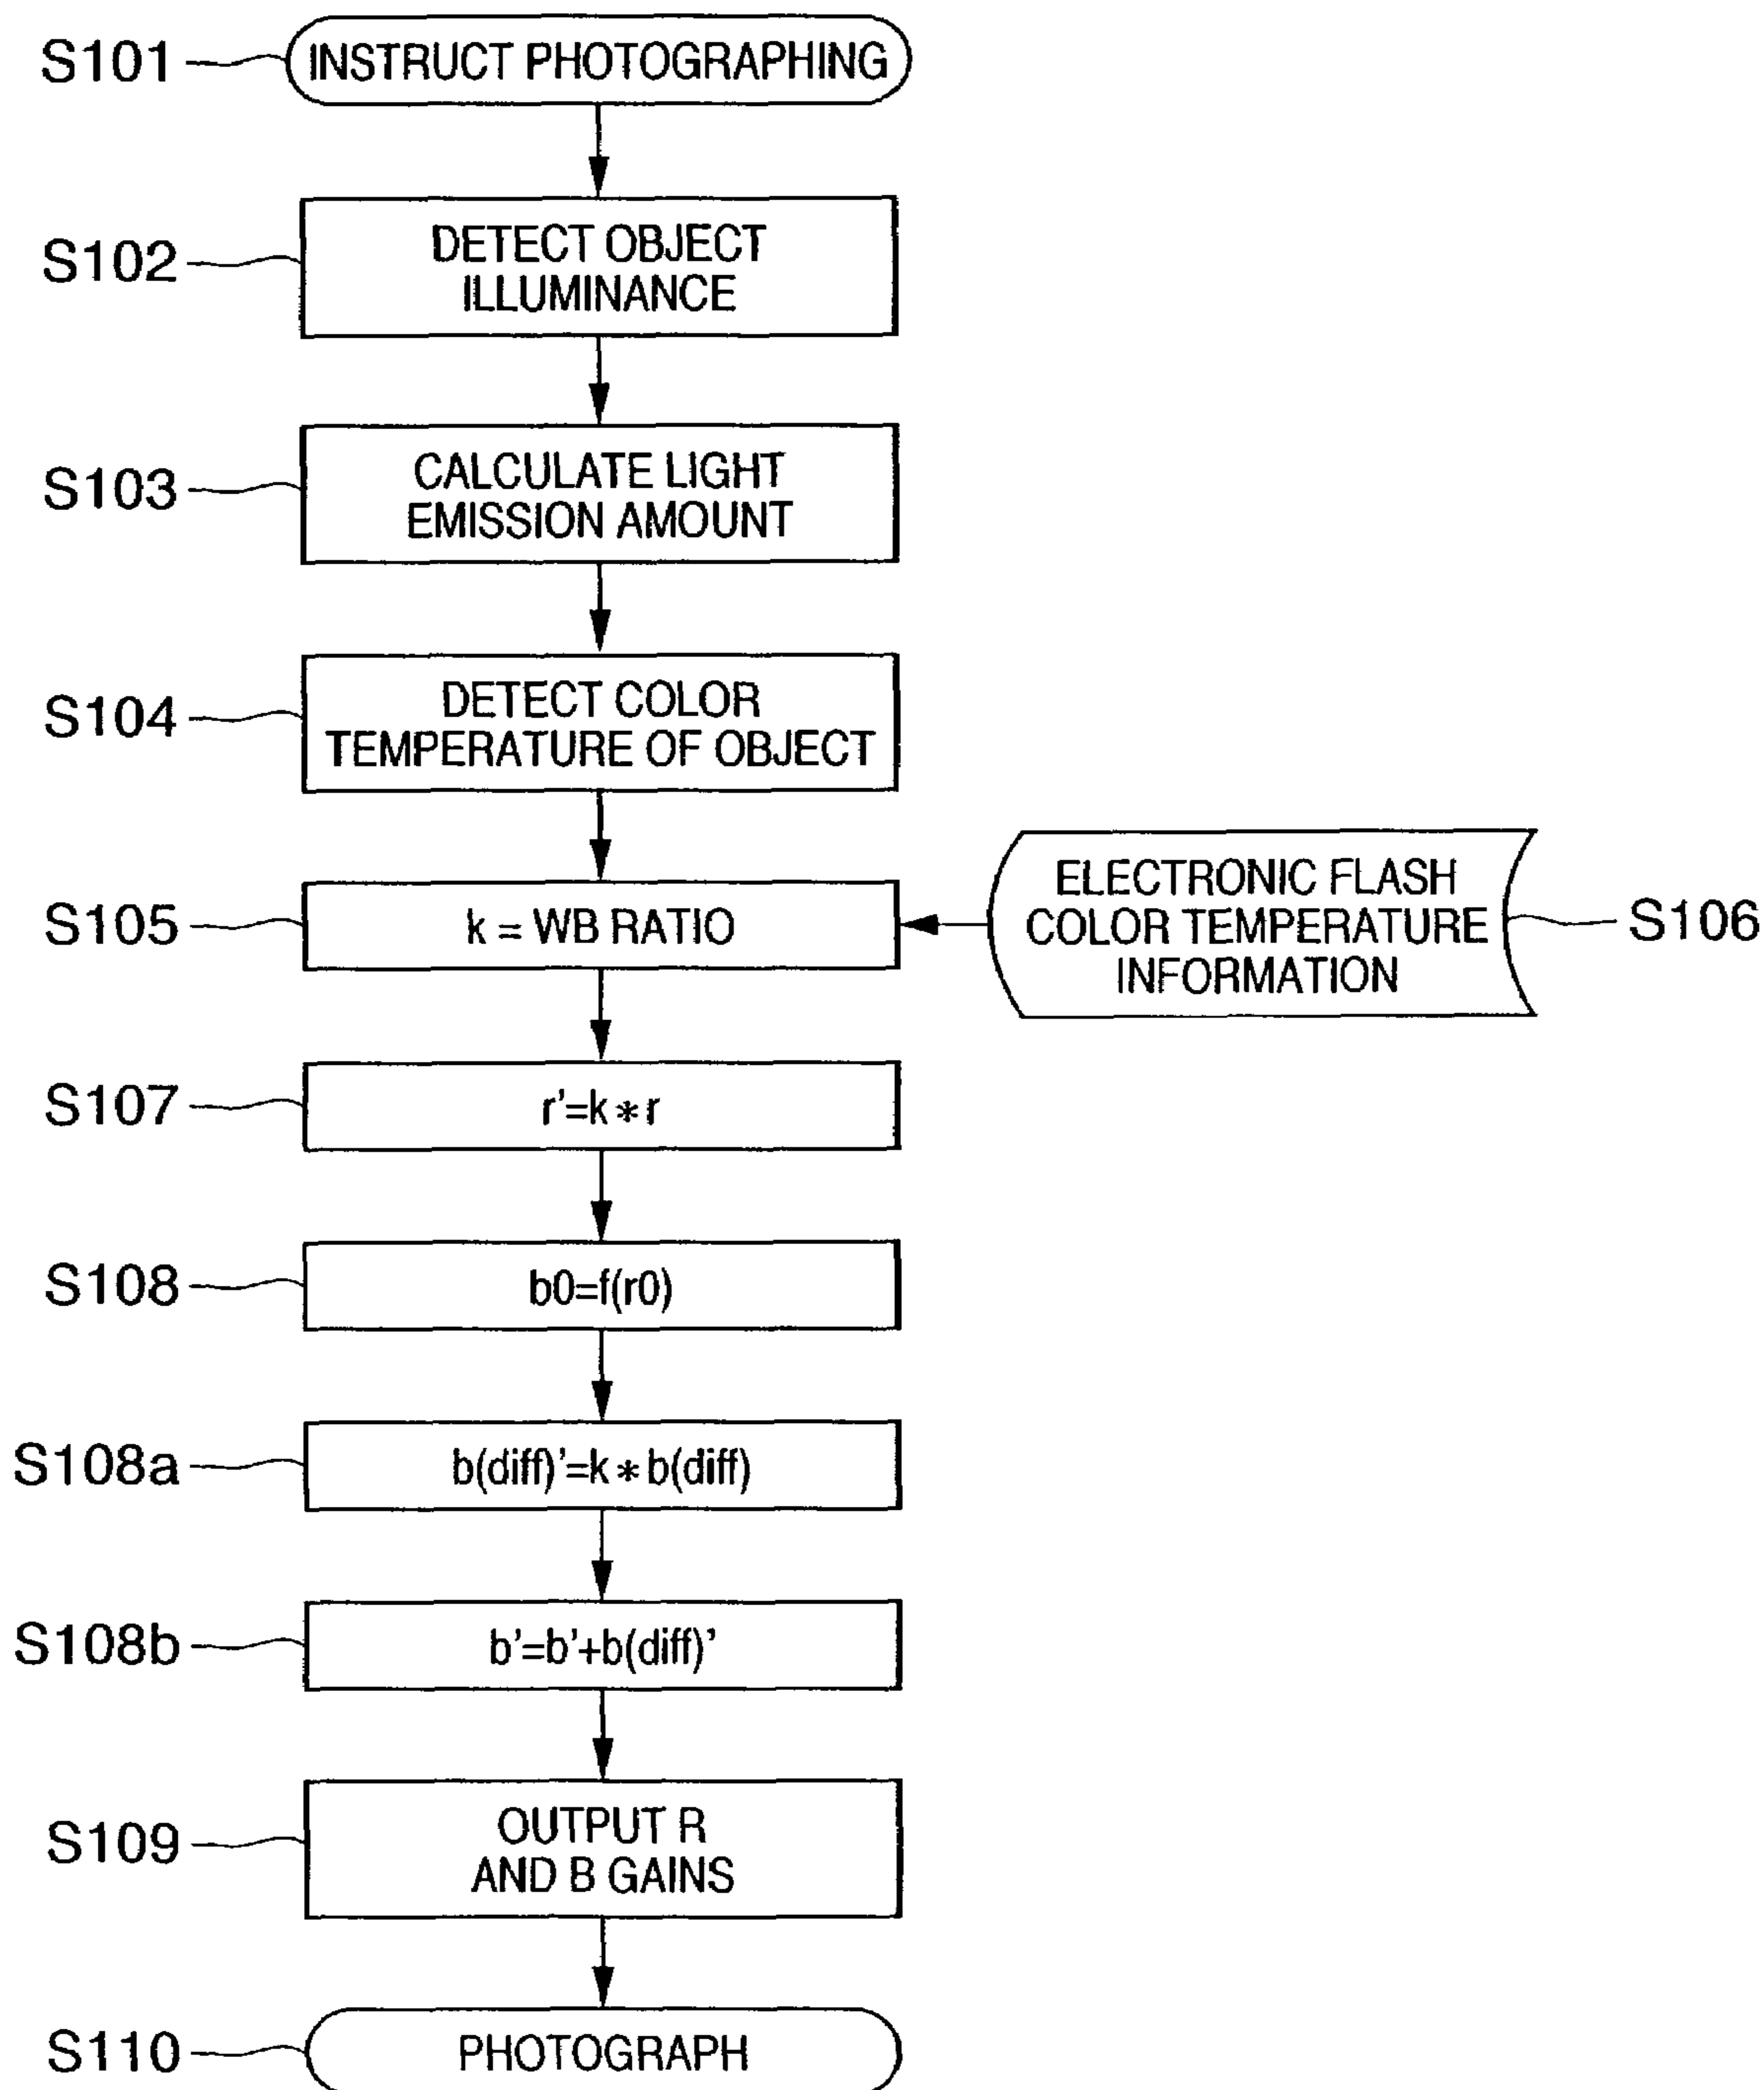 S101
INSTRUCT PHOTOGRAPHING
S102
DETECT OBJECT
ILLUMINANCE
S103
CALCULATE LIGHT
EMISSION AMOUNT
S104
DETECT COLOR
TEMPERATURE OF OBJECT
S105
k = WB RATIO
ELECTRONIC FLASH
COLOR TEMPERATURE
INFORMATION
S106
S107
r'=k*r
S108
b0=f(r0)
S108a
b(diff)'=k*b(diff)
S108b
b'=b'+b(diff)'
S109
OUTPUT R
AND B GAINS
S110
PHOTOGRAPH